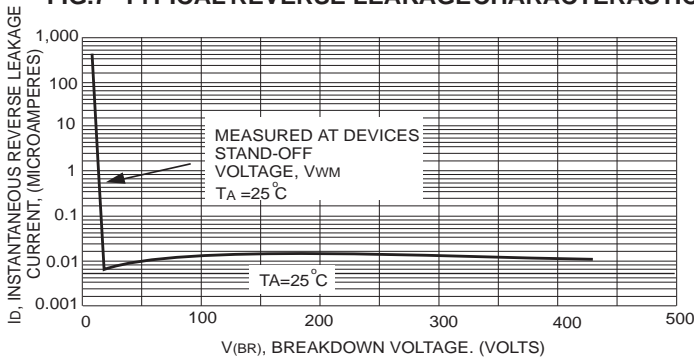 FIG.7- TYPICAL REVERSE LEAKAGE CHARACTERASTIC
ID, INSTANTANEOUS REVERSE LEAKAGE
CURRENT, (MICROAMPERES)
1,000
100
10
1
0.1
0.01
0.001
MEASURED AT DEVICES
STAND-OFF
VOLTAGE, VWM
TA =25°C
TA=25°C
0 100 200 300 400 500
V(BR), BREAKDOWN VOLTAGE. (VOLTS)